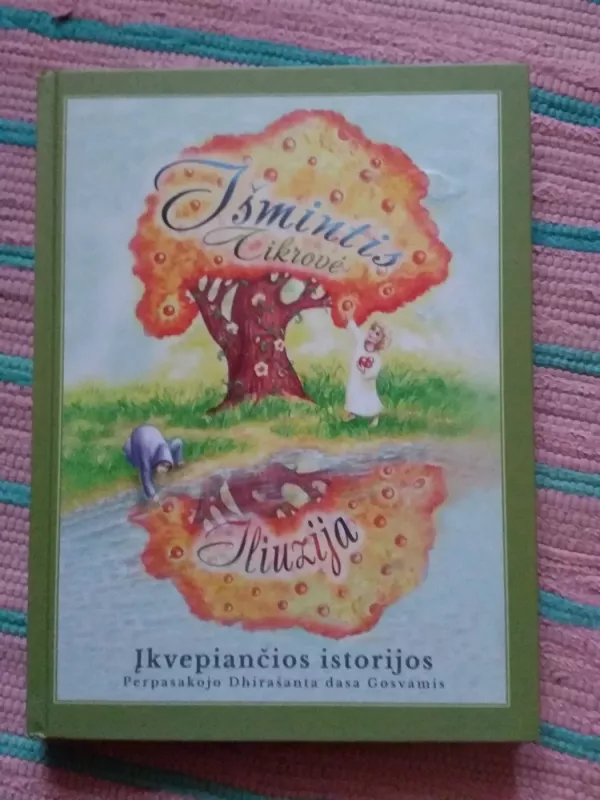 Išmintis
Tikrovė
Iliuzija
Įkvepiančios istorijos
Perpasakojo Dhirašanta dasa Gosvamis